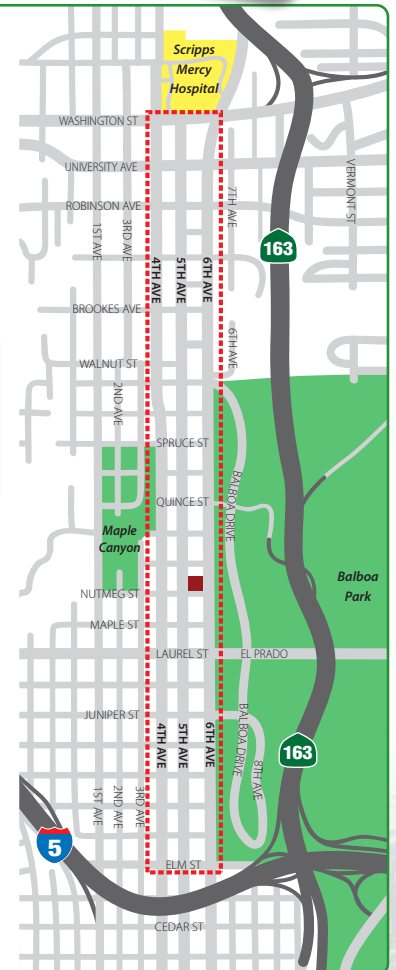 Scripps
Mercy
Hospital
WASHINGTON ST
UNIVERSITY AVE
VERMONT ST
ROBINSON AVE
7TH AVE
1ST AVE
3RD AVE
163
4TH AVE
5TH AVE
6TH AVE
BROOKES AVE
6TH AVE
WALNUT ST
2ND AVE
SPRUCE ST
BALBOA DRIVE
QUINCE ST
Maple
Canyon
Balboa
Park
NUTMEG ST
MAPLE ST
LAUREL ST
EL PRADO
JUNIPER ST
BALBOA DRIVE
4TH AVE
5TH AVE
6TH AVE
163
8TH AVE
1ST AVE
2ND AVE
3RD AVE
5
ELM ST
CEDAR ST